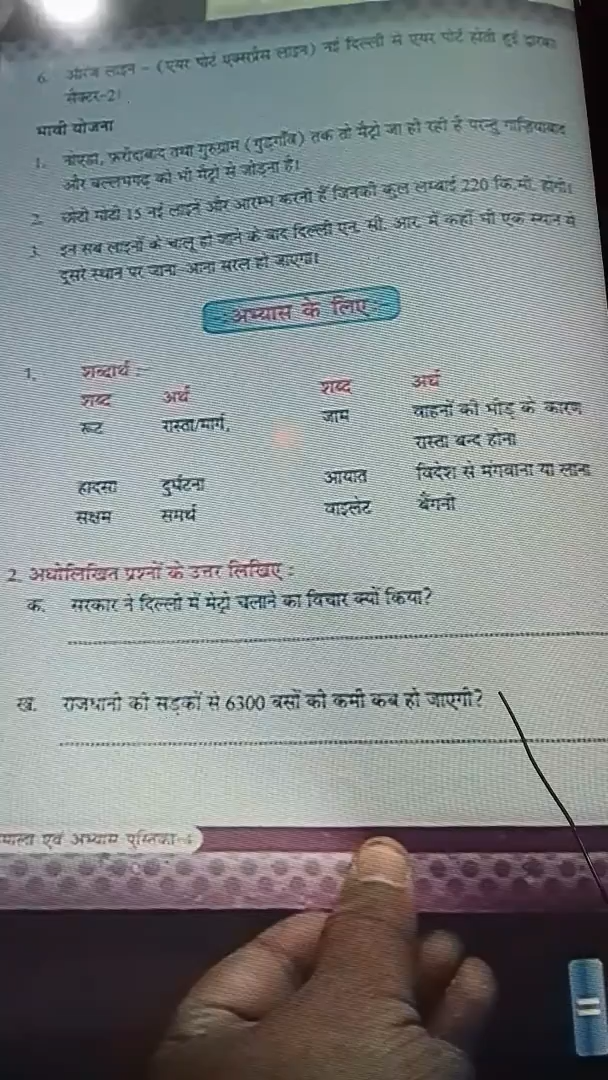 6. ऑरेंज लाइन – (एयर पोर्ट एक्सप्रैस लाइन) नई दिल्ली से एयर पोर्ट होती हुई द्वारका
सैक्टर-21
भावी योजना
1. नोएडा, फ़रीदाबाद तथा गुरुग्राम (गुड़गाँव) तक तो मैट्रो जा ही रही है परन्तु गाज़ियाबाद
और बल्लभगढ़ को भी मैट्रो से जोड़ना है।
2. छोटी मोटी 15 नई लाइनें और आरम्भ करनी हैं जिनकी कुल लम्बाई 220 कि.मी. होगी।
3. इन सब लाइनों के चालू हो जाने के बाद दिल्ली एन. सी. आर. में कहीं भी एक स्थान से
दूसरे स्थान पर जाना-आना सरल हो जाएगा।
अभ्यास के लिए
1. शब्दार्थ :–
शब्द अर्थ शब्द अर्थ
रूट रास्ता/मार्ग, जाम वाहनों की भीड़ के कारण
रास्ता बन्द होना
हादसा दुर्घटना आयात विदेश से मंगवाना या लाना
सक्षम समर्थ वाइलेट बैंगनी
2. अधोलिखित प्रश्नों के उत्तर लिखिए :
क. सरकार ने दिल्ली में मेट्रो चलाने का विचार क्यों किया?
ख. राजधानी की सड़कों से 6300 बसों की कमी कब हो जाएगी?
एवं अभ्यास पुस्तिका